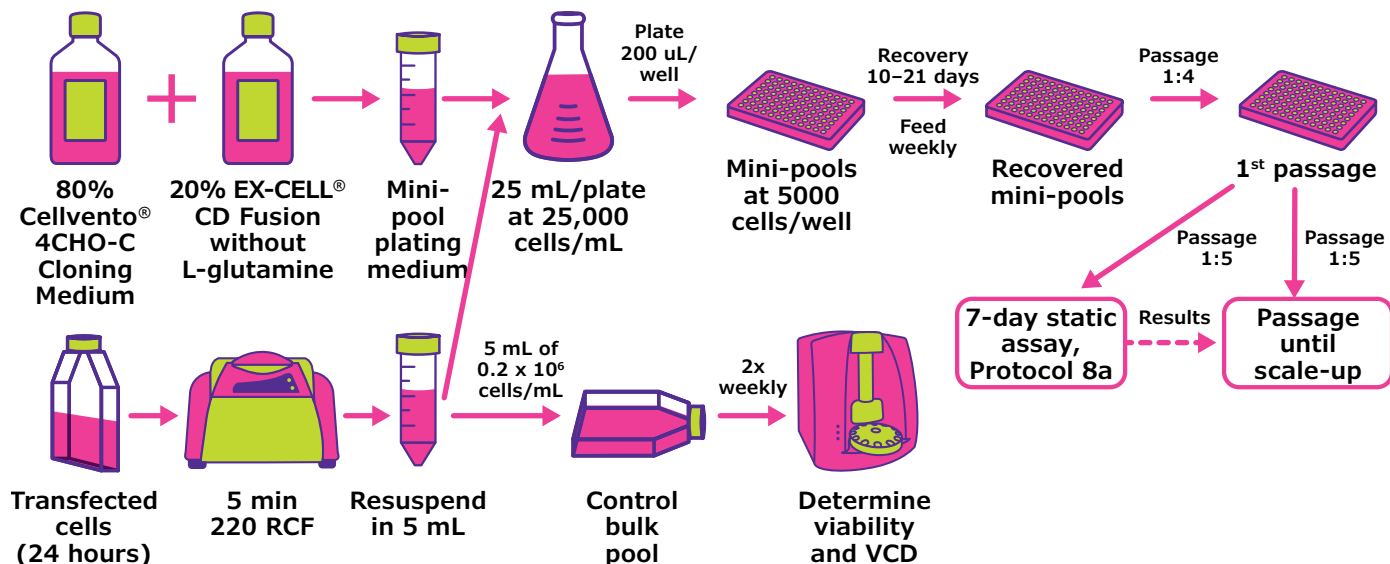 80%
Cellvento®
4CHO-C
Cloning
Medium
20% EX-CELL®
CD Fusion
without
L-glutamine
Mini-
pool
plating
medium
25 mL/plate
at 25,000
cells/mL
Plate
200 uL/
well
Mini-pools
at 5000
cells/well
Recovery
10–21 days
Feed
weekly
Recovered
mini-pools
Passage
1:4
1st passage
Passage
1:5
Passage
1:5
7-day static
assay,
Protocol 8a
Results
Passage
until
scale-up
Transfected
cells
(24 hours)
5 min
220 RCF
Resuspend
in 5 mL
5 mL of
0.2 x 10⁶
cells/mL
Control
bulk
pool
2x
weekly
Determine
viability
and VCD